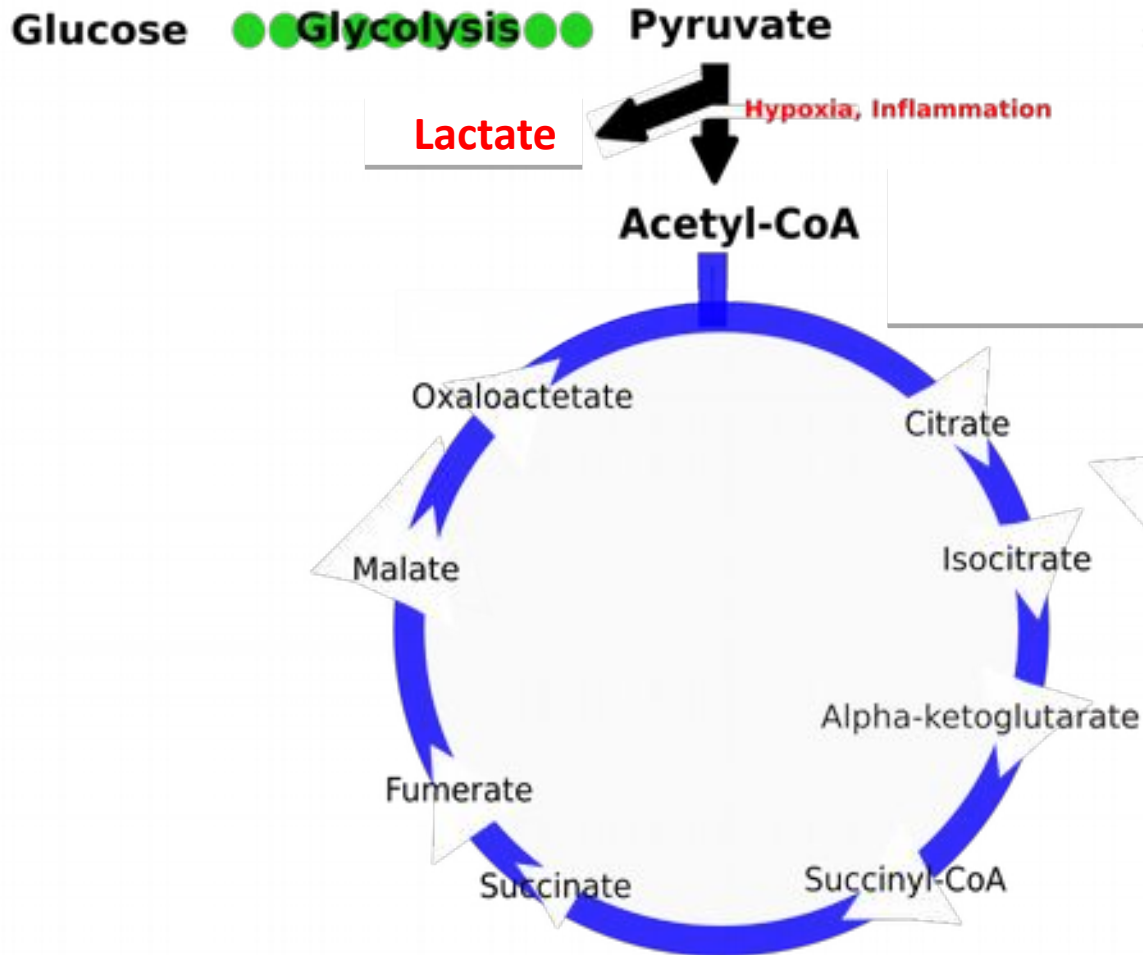 Glucose Glycolysis Pyruvate
Lactate
Hypoxia, Inflammation
Acetyl-CoA
Oxaloactetate
Citrate
Malate
Isocitrate
Alpha-ketoglutarate
Fumerate
Succinate
Succinyl-CoA